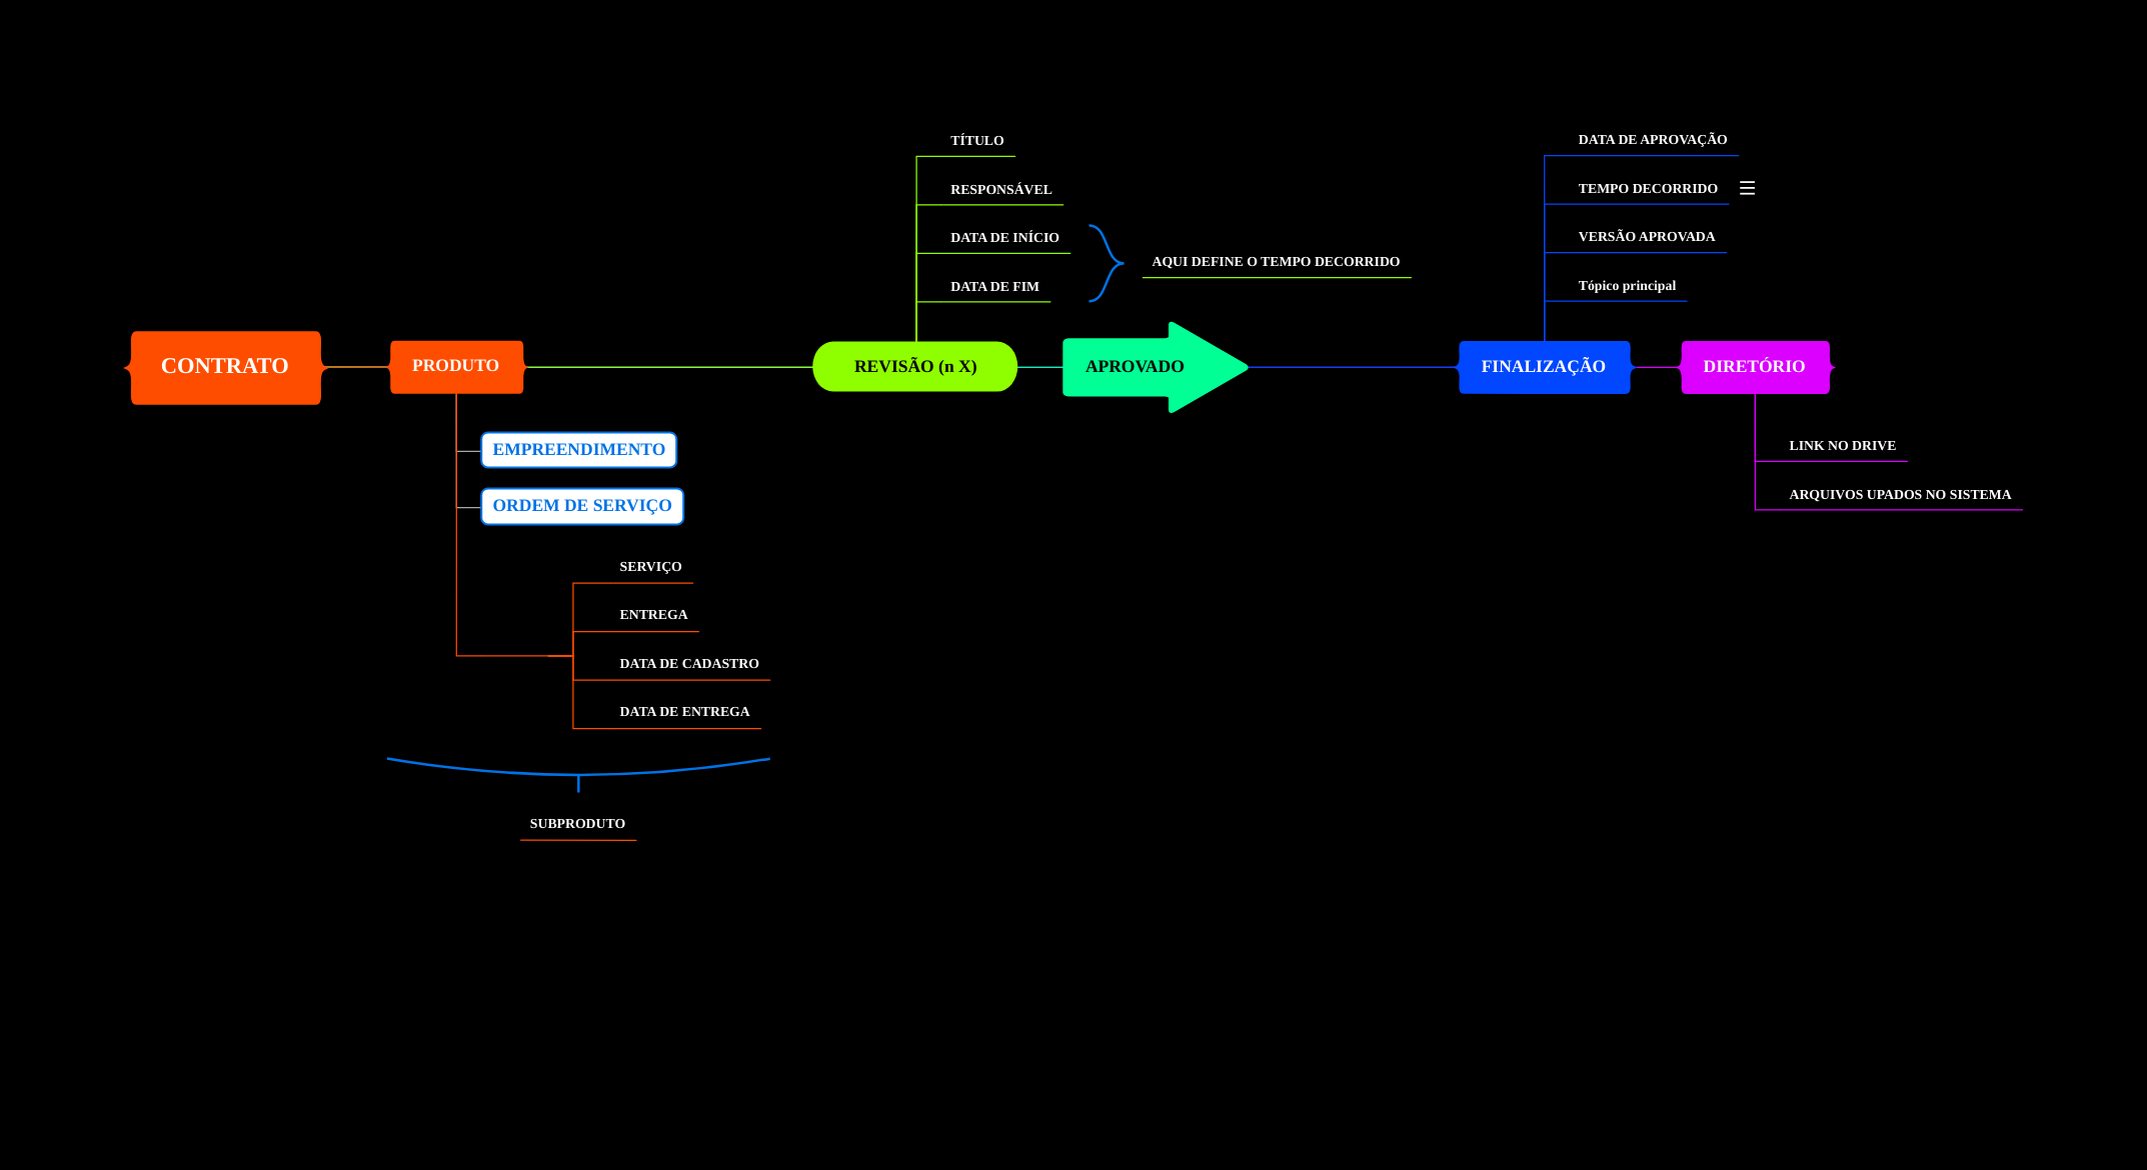 CONTRATO
PRODUTO
EMPREENDIMENTO
ORDEM DE SERVIÇO
SERVIÇO
ENTREGA
DATA DE CADASTRO
DATA DE ENTREGA
SUBPRODUTO
REVISÃO (n X)
TÍTULO
RESPONSÁVEL
DATA DE INÍCIO
DATA DE FIM
AQUI DEFINE O TEMPO DECORRIDO
APROVADO
FINALIZAÇÃO
DATA DE APROVAÇÃO
TEMPO DECORRIDO
VERSÃO APROVADA
Tópico principal
DIRETÓRIO
LINK NO DRIVE
ARQUIVOS UPADOS NO SISTEMA